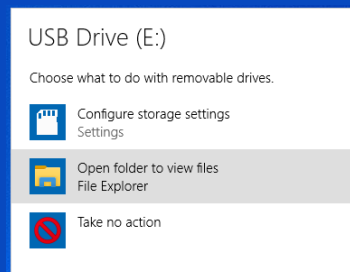 USB Drive (E:)
Choose what to do with removable drives.
Configure storage settings
Settings
Open folder to view files
File Explorer
Take no action